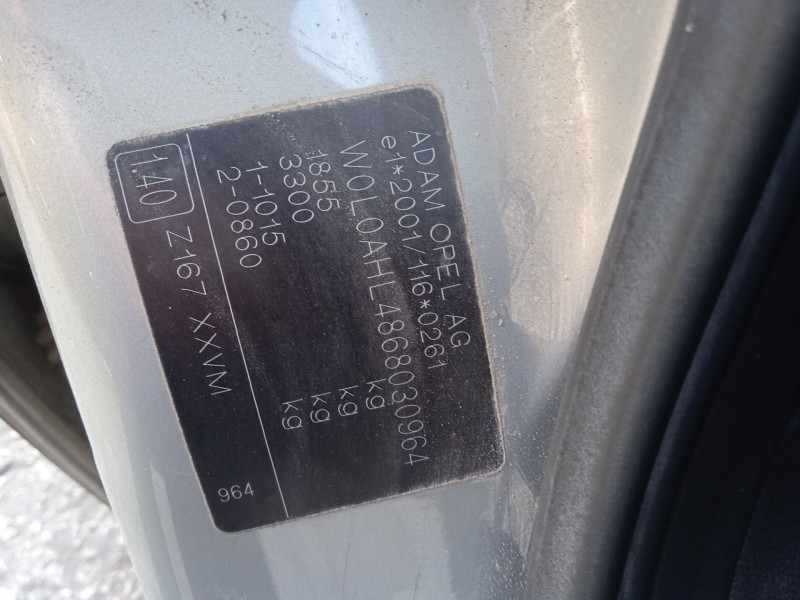 ADAM OPEL AG
e1*2001/116*0261
W0L0AHL4868030964
1855 kg
3300 kg
1-1015 kg
2-0860 kg
140 Z167 XXVM
964